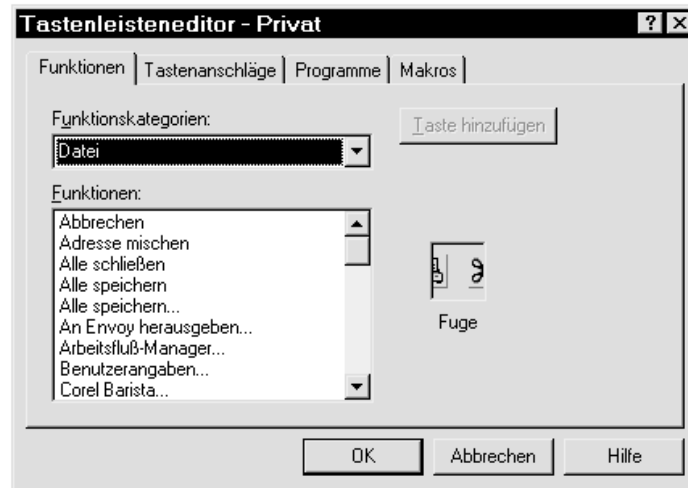 Tastenleisteneditor - Privat
Funktionen Tastenanschläge Programme Makros
Funktionskategorien:
Taste hinzufügen
Datei
Funktionen:
Abbrechen
Adresse mischen
Alle schließen
Alle speichern
Alle speichern...
An Envoy herausgeben...
Arbeitsfluß-Manager...
Benutzerangaben...
Corel Barista...
Fuge
OK Abbrechen Hilfe